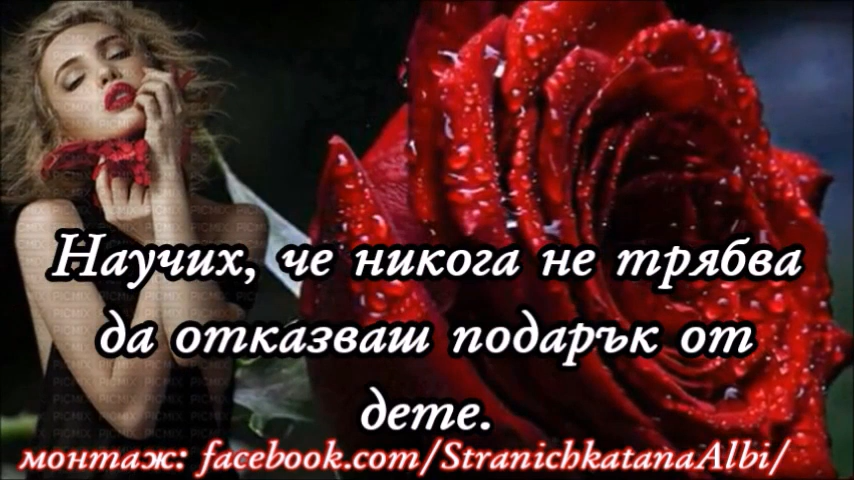 Научих, че никога не трябва
да отказваш подарък от
дете.
монтаж: facebook.com/StranichkatanaAlbi/